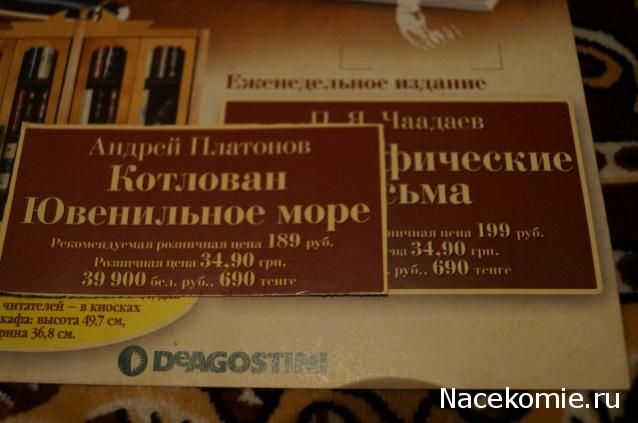 Еженедельное издание
П. Я. Чаадаев
фические
сьма
ничная цена 199 руб.
на 34,90 грн.
руб., 690 тенге
Андрей Платонов
Котлован
Ювенильное море
Рекомендуемая розничная цена 189 руб.
Розничная цена 34,90 грн.
39 900 бел. руб., 690 тенге
читателей – в киосках
кафа: высота 49,7 см,
рина 36,8 см.
DeAGOSTINI
Nacekomie.ru